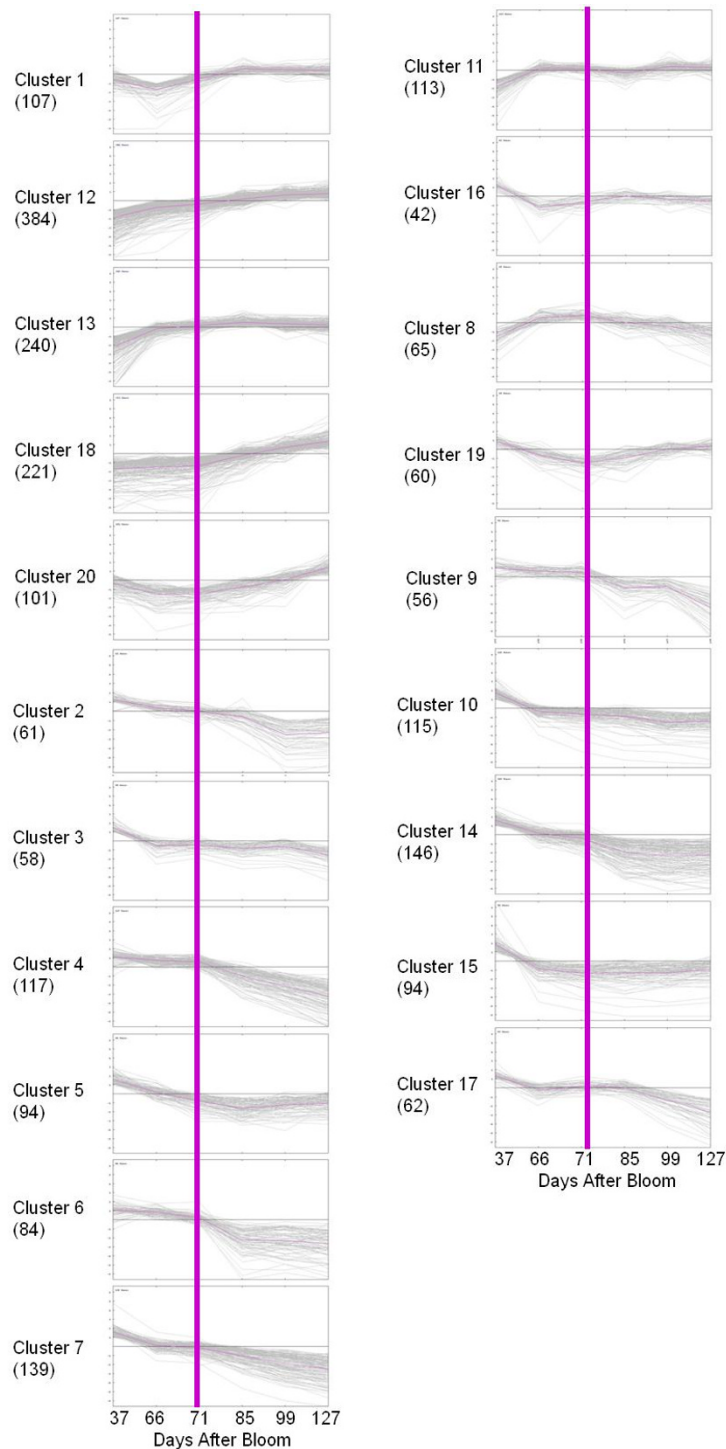 Cluster 1
(107)
Cluster 12
(384)
Cluster 13
(240)
Cluster 18
(221)
Cluster 20
(101)
Cluster 2
(61)
Cluster 3
(58)
Cluster 4
(117)
Cluster 5
(94)
Cluster 6
(84)
Cluster 7
(139)
37 66 71 85 99 127
Days After Bloom
Cluster 11
(113)
Cluster 16
(42)
Cluster 8
(65)
Cluster 19
(60)
Cluster 9
(56)
Cluster 10
(115)
Cluster 14
(146)
Cluster 15
(94)
Cluster 17
(62)
37 66 71 85 99 127
Days After Bloom